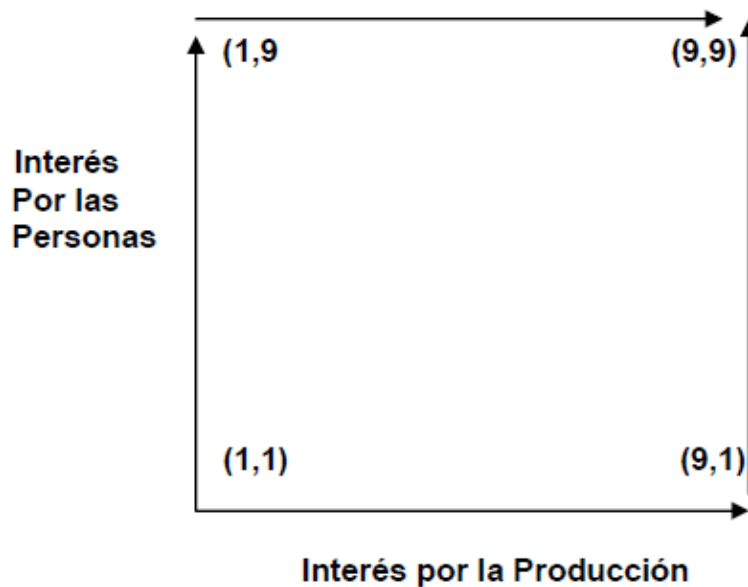 (1,9
(9,9)
Interés
Por las
Personas
(1,1)
(9,1)
Interés por la Producción